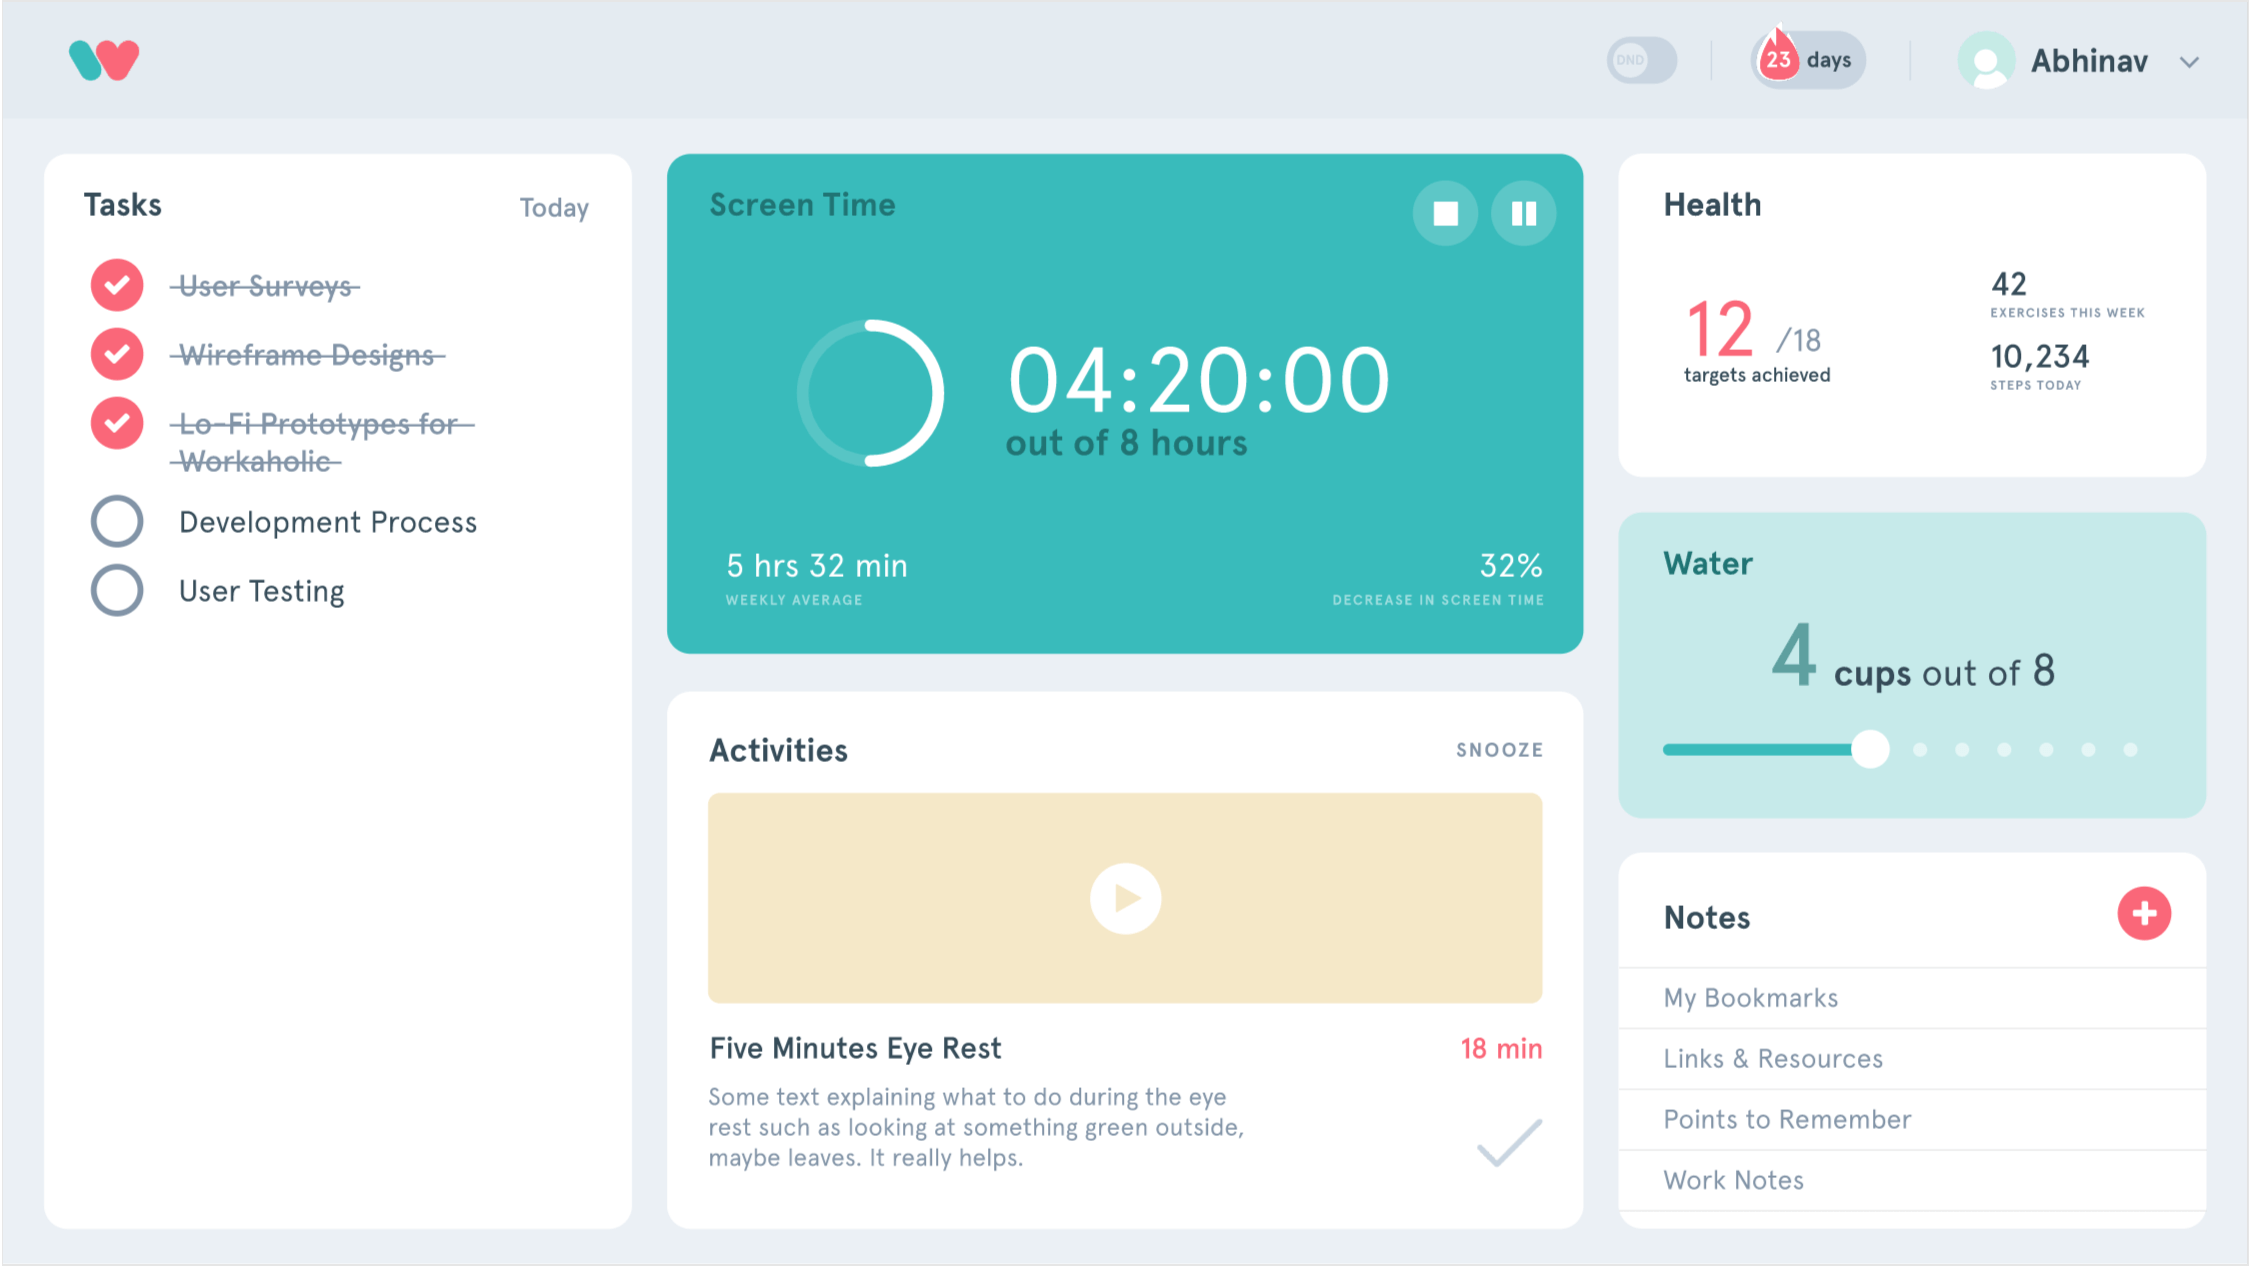 DND
23 days
Abhinav
Tasks
Today
User Surveys
Wireframe Designs
Lo-Fi Prototypes for
Workaholic
Development Process
User Testing
Screen Time
04:20:00
out of 8 hours
5 hrs 32 min
WEEKLY AVERAGE
32%
DECREASE IN SCREEN TIME
Activities
SNOOZE
Five Minutes Eye Rest
18 min
Some text explaining what to do during the eye
rest such as looking at something green outside,
maybe leaves. It really helps.
Health
12 /18
targets achieved
42
EXERCISES THIS WEEK
10,234
STEPS TODAY
Water
4 cups out of 8
Notes
My Bookmarks
Links & Resources
Points to Remember
Work Notes